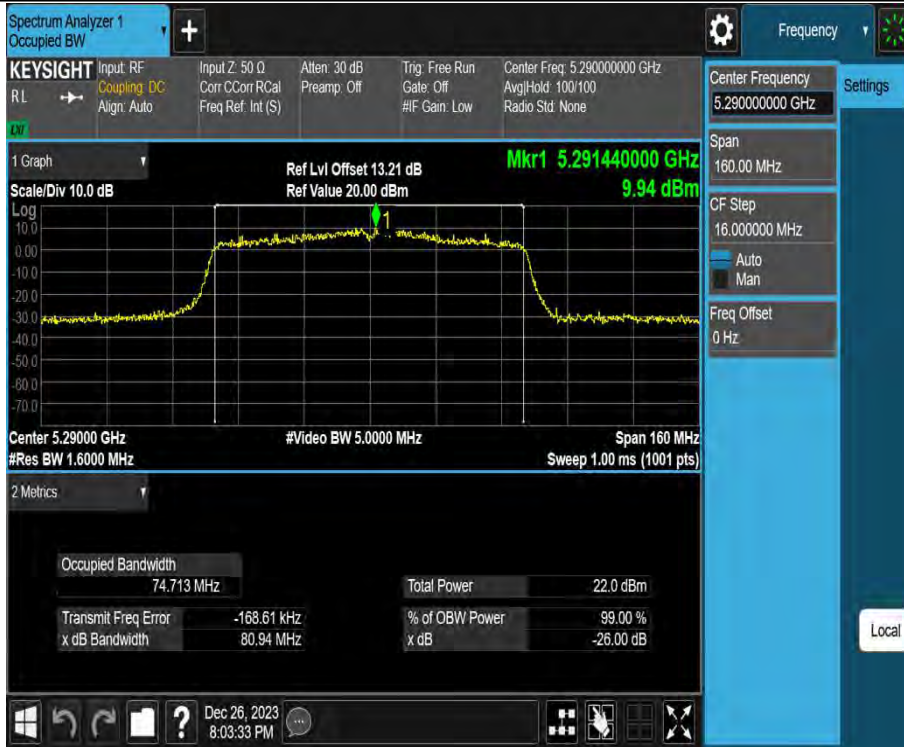 Spectrum Analyzer 1
Occupied BW
+
Frequency
KEYSIGHT
RL
LXI
Input: RF
Coupling: DC
Align: Auto
Input Z: 50 Ω
Corr CCorr RCal
Freq Ref: Int (S)
Atten: 30 dB
Preamp: Off
Trig: Free Run
Gate: Off
#IF Gain: Low
Center Freq: 5.290000000 GHz
Avg|Hold: 100/100
Radio Std: None
Center Frequency
5.290000000 GHz
Settings
Span
160.00 MHz
CF Step
16.000000 MHz
Auto
Man
Freq Offset
0 Hz
1 Graph
Scale/Div 10.0 dB
Ref Lvl Offset 13.21 dB
Ref Value 20.00 dBm
Mkr1 5.291440000 GHz
9.94 dBm
Log
10.0
0.00
-10.0
-20.0
-30.0
-40.0
-50.0
-60.0
-70.0
1
Center 5.29000 GHz
#Res BW 1.6000 MHz
#Video BW 5.0000 MHz
Span 160 MHz
Sweep 1.00 ms (1001 pts)
2 Metrics
Occupied Bandwidth
74.713 MHz
Total Power 22.0 dBm
Transmit Freq Error -168.61 kHz
% of OBW Power 99.00 %
x dB Bandwidth 80.94 MHz
x dB -26.00 dB
Local
?
Dec 26, 2023
8:03:33 PM